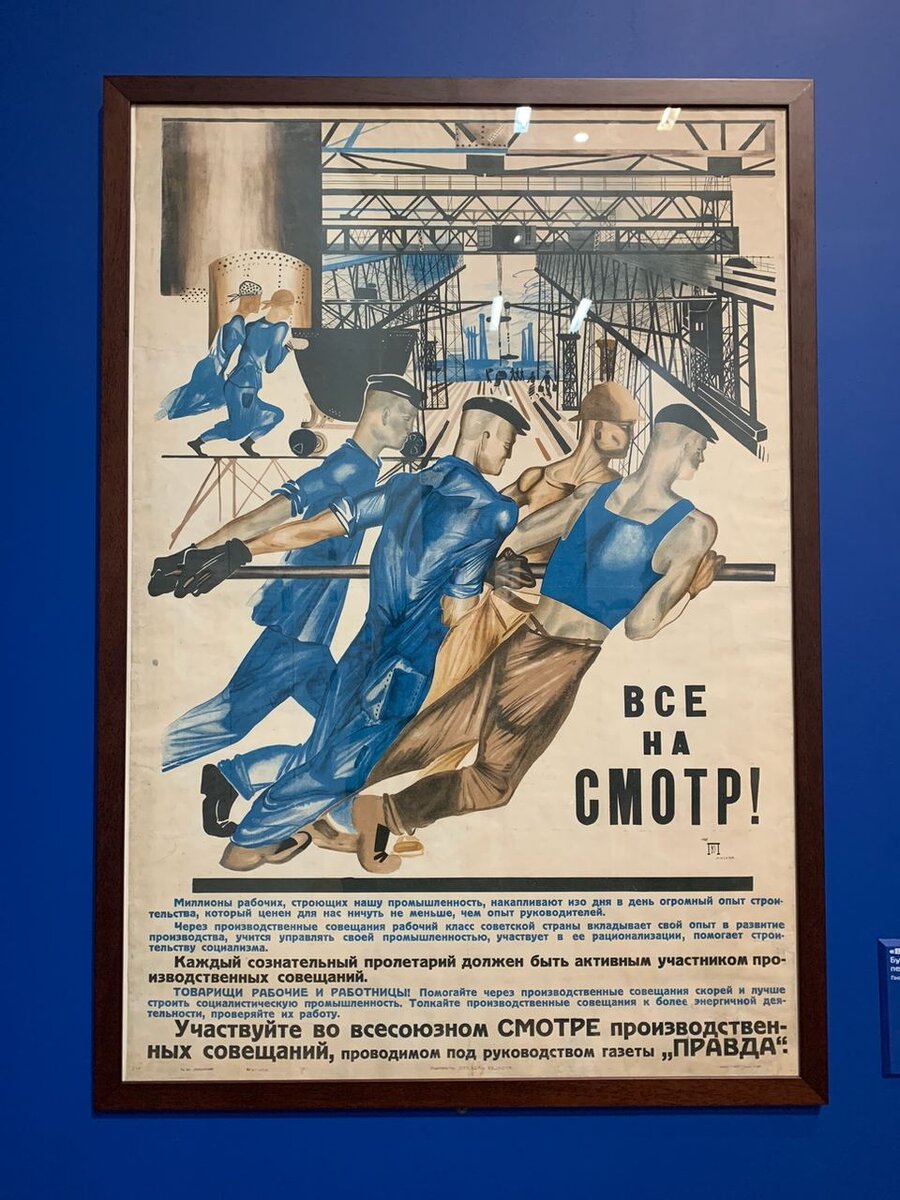 ВСЕ
НА
СМОТР!
Миллионы рабочих, строющих нашу промышленность, накапливают изо дня в день огромный опыт строи-
тельства, который ценен для нас ничуть не меньше, чем опыт руководителей.
Через производственные совещания рабочий класс советской страны вкладывает свой опыт в развитие
производства, учится управлять своей промышленностью, участвует в ее рационализации, помогает строи-
тельству социализма.
Каждый сознательный пролетарий должен быть активным участником про-
изводственных совещаний.
ТОВАРИЩИ РАБОЧИЕ И РАБОТНИЦЫ! Помогайте через производственные совещания скорей и лучше
строить социалистическую промышленность. Толкайте производственные совещания к более энергичной дея-
тельности, проверяйте их работу.
Участвуйте во всесоюзном СМОТРЕ производствен-
ных совещаний, проводимом под руководством газеты „ПРАВДА“.